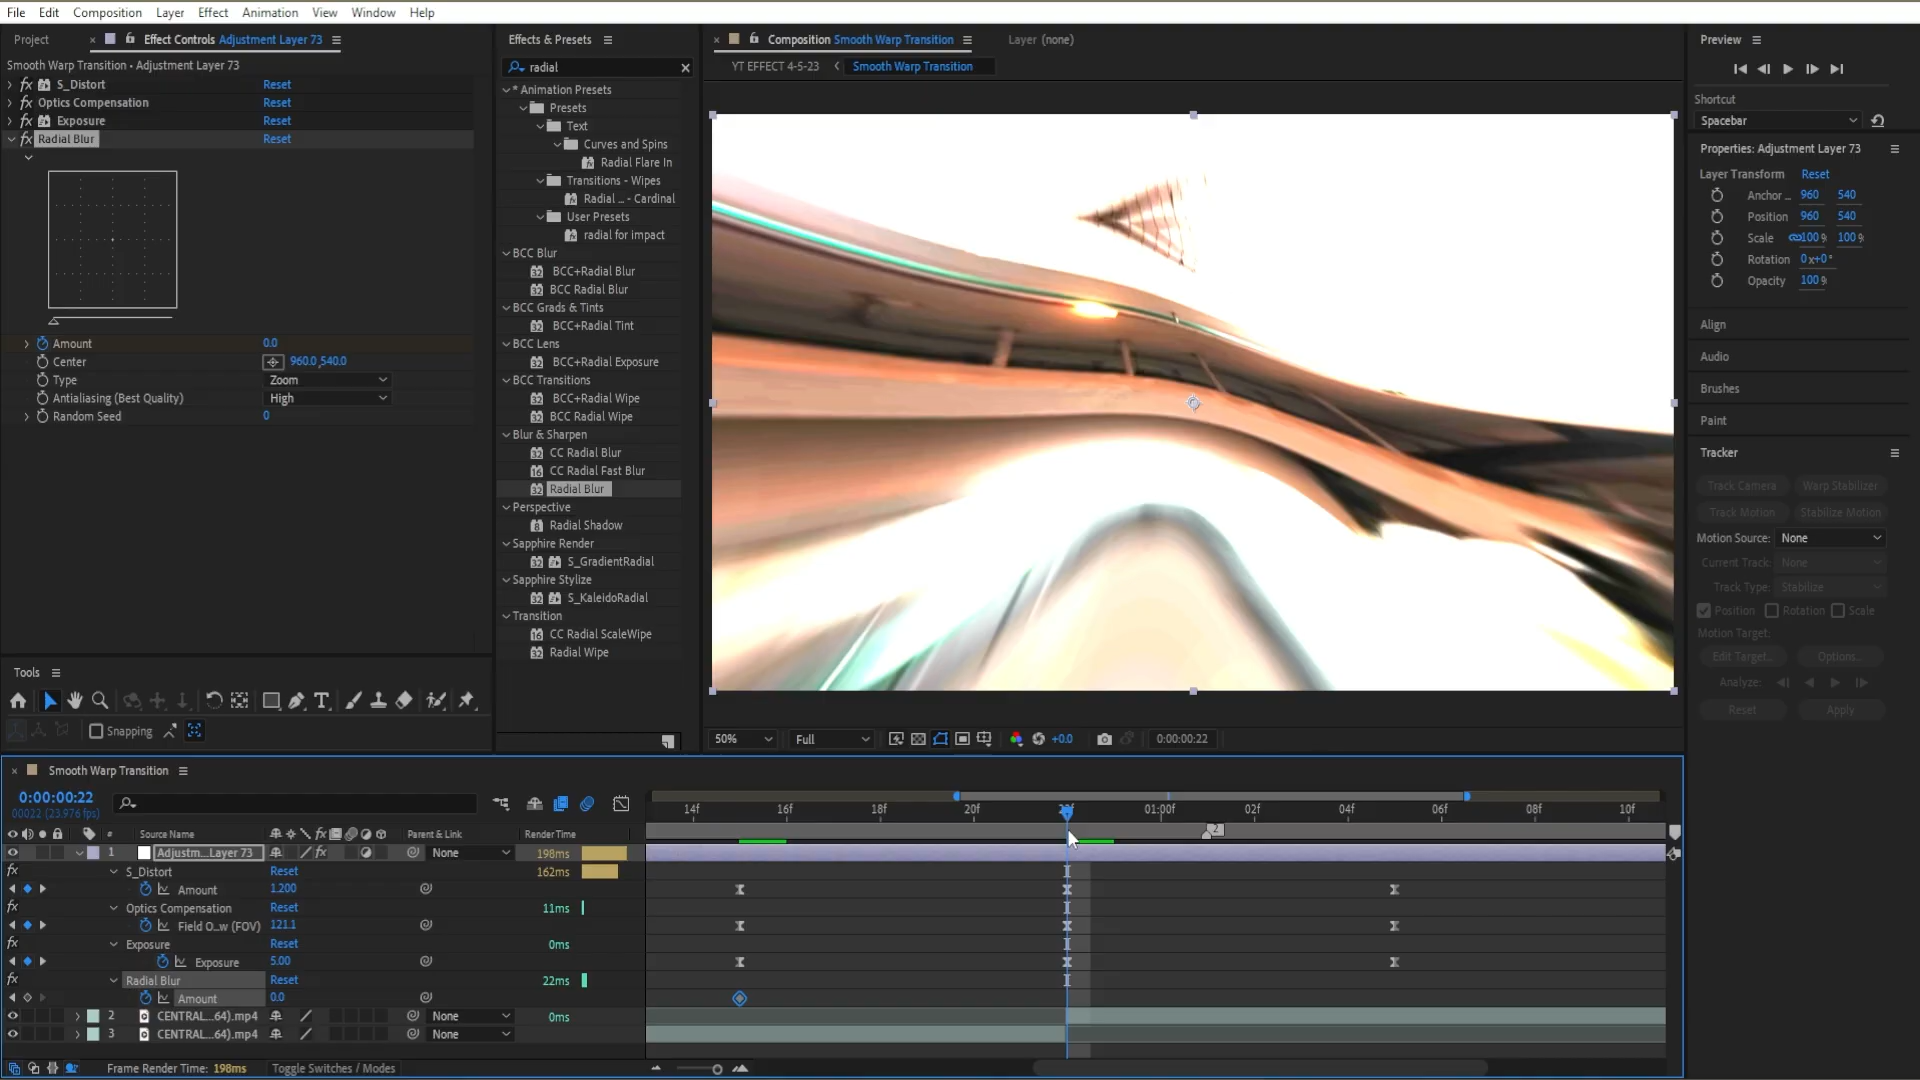 File Edit Composition Layer Effect Animation View Window Help
Project
Effect Controls Adjustment Layer 73
Smooth Warp Transition • Adjustment Layer 73
S_Distort Reset
Optics Compensation Reset
Exposure Reset
Radial Blur Reset
Amount 0.0
Center 960.0,540.0
Type Zoom
Antialiasing (Best Quality) High
Random Seed 0
Tools
Snapping
Effects & Presets
radial
* Animation Presets
Presets
Text
Curves and Spins
Radial Flare In
Transitions - Wipes
Radial ... - Cardinal
User Presets
radial for impact
BCC Blur
BCC+Radial Blur
BCC Radial Blur
BCC Grads & Tints
BCC+Radial Tint
BCC Lens
BCC+Radial Exposure
BCC Transitions
BCC+Radial Wipe
BCC Radial Wipe
Blur & Sharpen
CC Radial Blur
CC Radial Fast Blur
Radial Blur
Perspective
Radial Shadow
Sapphire Render
S_GradientRadial
Sapphire Stylize
S_KaleidoRadial
Transition
CC Radial ScaleWipe
Radial Wipe
Composition Smooth Warp Transition
Layer (none)
YT EFFECT 4-5-23 Smooth Warp Transition
50% Full +0.0 0:00:00:22
Preview
Shortcut
Spacebar
Properties: Adjustment Layer 73
Layer Transform Reset
Anchor ... 960 540
Position 960 540
Scale 100 % 100 %
Rotation 0x+0°
Opacity 100 %
Align
Audio
Brushes
Paint
Tracker
Track Camera Warp Stabilizer
Track Motion Stabilize Motion
Motion Source: None
Current Track: None
Track Type: Stabilize
Position Rotation Scale
Motion Target:
Edit Target... Options...
Analyze:
Reset Apply
Smooth Warp Transition
0:00:00:22
00022 (23.976 fps)
14f 16f 18f 20f 01:00f 02f 04f 06f 08f 10f
# Source Name Parent & Link Render Time
2
1 Adjustm...Layer 73 None 198ms
S_Distort Reset 162ms
Amount 1.200
Optics Compensation Reset 11ms
Field O...w (FOV) 121.1
Exposure Reset 0ms
Exposure 5.00
Radial Blur Reset 22ms
Amount 0.0
2 CENTRAL...64).mp4 None 0ms
3 CENTRAL...64).mp4 None
Frame Render Time: 198ms Toggle Switches / Modes